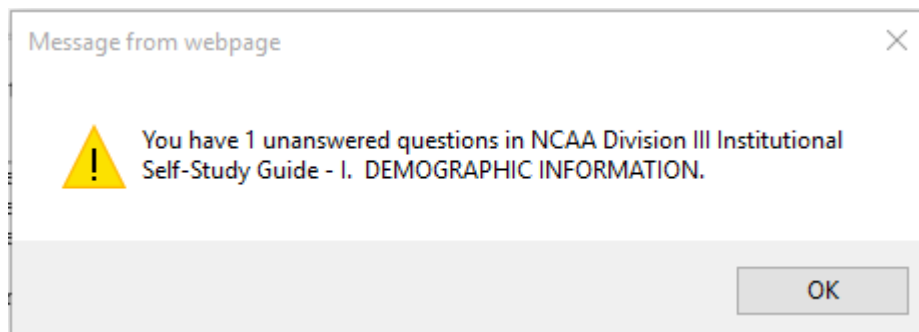 Message from webpage
You have 1 unanswered questions in NCAA Division III Institutional
Self-Study Guide - I.  DEMOGRAPHIC INFORMATION.
OK